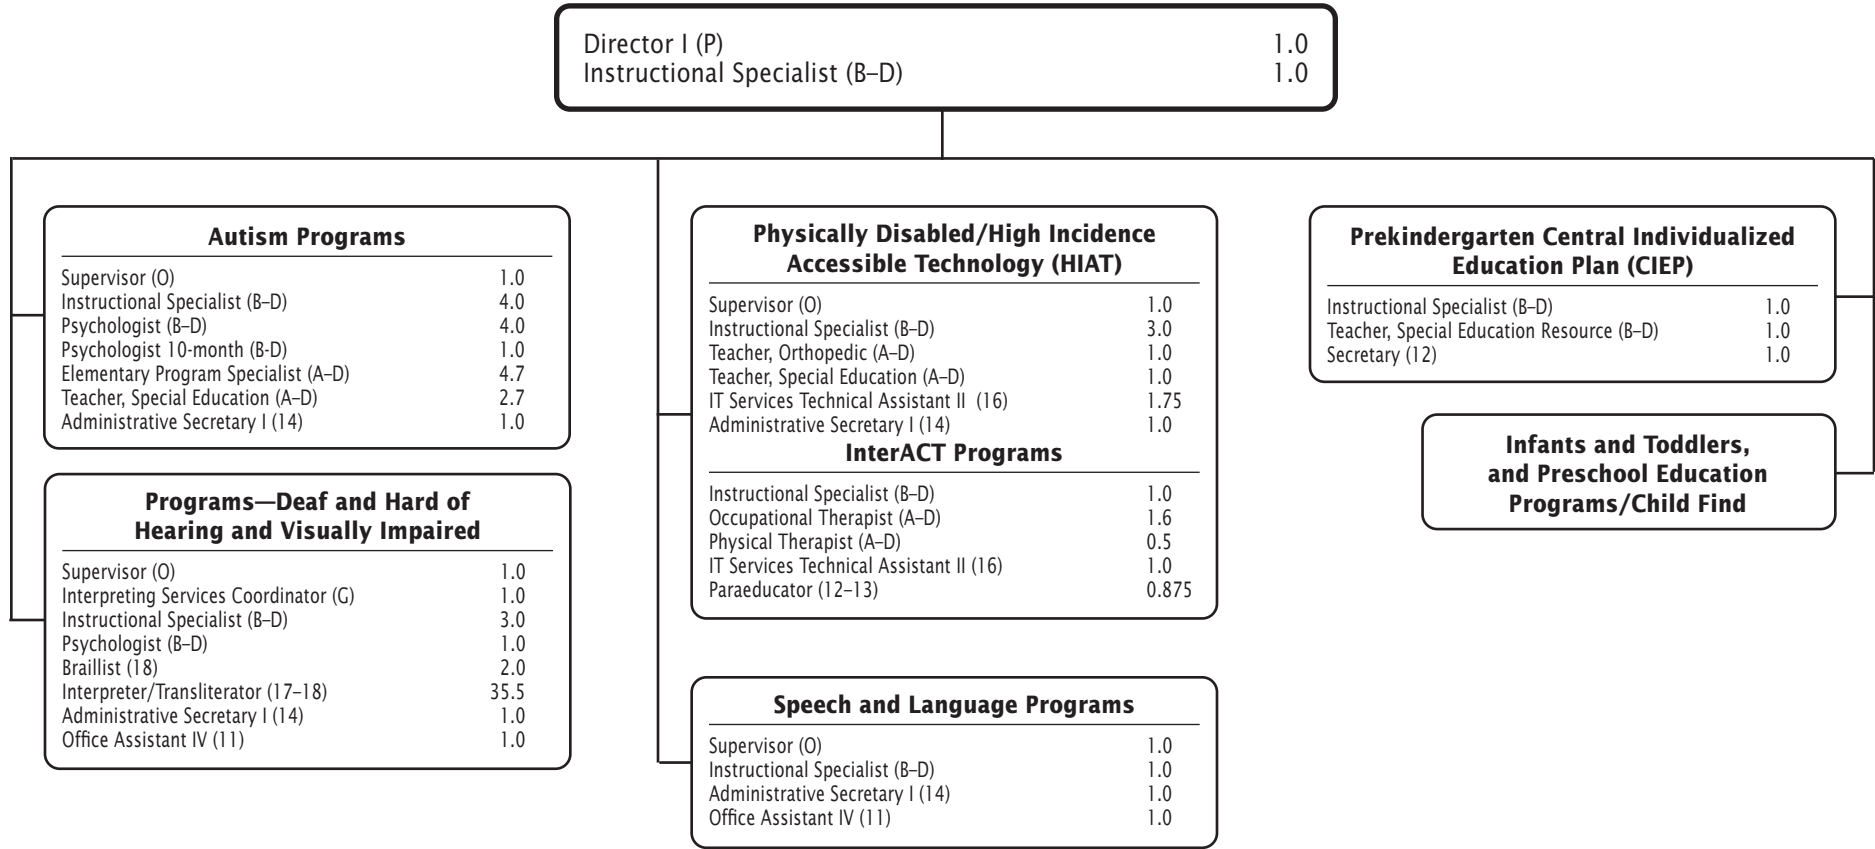 Director I (P) 1.0
Instructional Specialist (B–D) 1.0
Autism Programs
Supervisor (O) 1.0
Instructional Specialist (B–D) 4.0
Psychologist (B–D) 4.0
Psychologist 10-month (B-D) 1.0
Elementary Program Specialist (A–D) 4.7
Teacher, Special Education (A–D) 2.7
Administrative Secretary I (14) 1.0
Programs—Deaf and Hard of
Hearing and Visually Impaired
Supervisor (O) 1.0
Interpreting Services Coordinator (G) 1.0
Instructional Specialist (B–D) 3.0
Psychologist (B–D) 1.0
Braillist (18) 2.0
Interpreter/Transliterator (17–18) 35.5
Administrative Secretary I (14) 1.0
Office Assistant IV (11) 1.0
Physically Disabled/High Incidence
Accessible Technology (HIAT)
Supervisor (O) 1.0
Instructional Specialist (B–D) 3.0
Teacher, Orthopedic (A–D) 1.0
Teacher, Special Education (A–D) 1.0
IT Services Technical Assistant II (16) 1.75
Administrative Secretary I (14) 1.0
InterACT Programs
Instructional Specialist (B–D) 1.0
Occupational Therapist (A–D) 1.6
Physical Therapist (A–D) 0.5
IT Services Technical Assistant II (16) 1.0
Paraeducator (12–13) 0.875
Speech and Language Programs
Supervisor (O) 1.0
Instructional Specialist (B–D) 1.0
Administrative Secretary I (14) 1.0
Office Assistant IV (11) 1.0
Prekindergarten Central Individualized
Education Plan (CIEP)
Instructional Specialist (B–D) 1.0
Teacher, Special Education Resource (B–D) 1.0
Secretary (12) 1.0
Infants and Toddlers,
and Preschool Education
Programs/Child Find